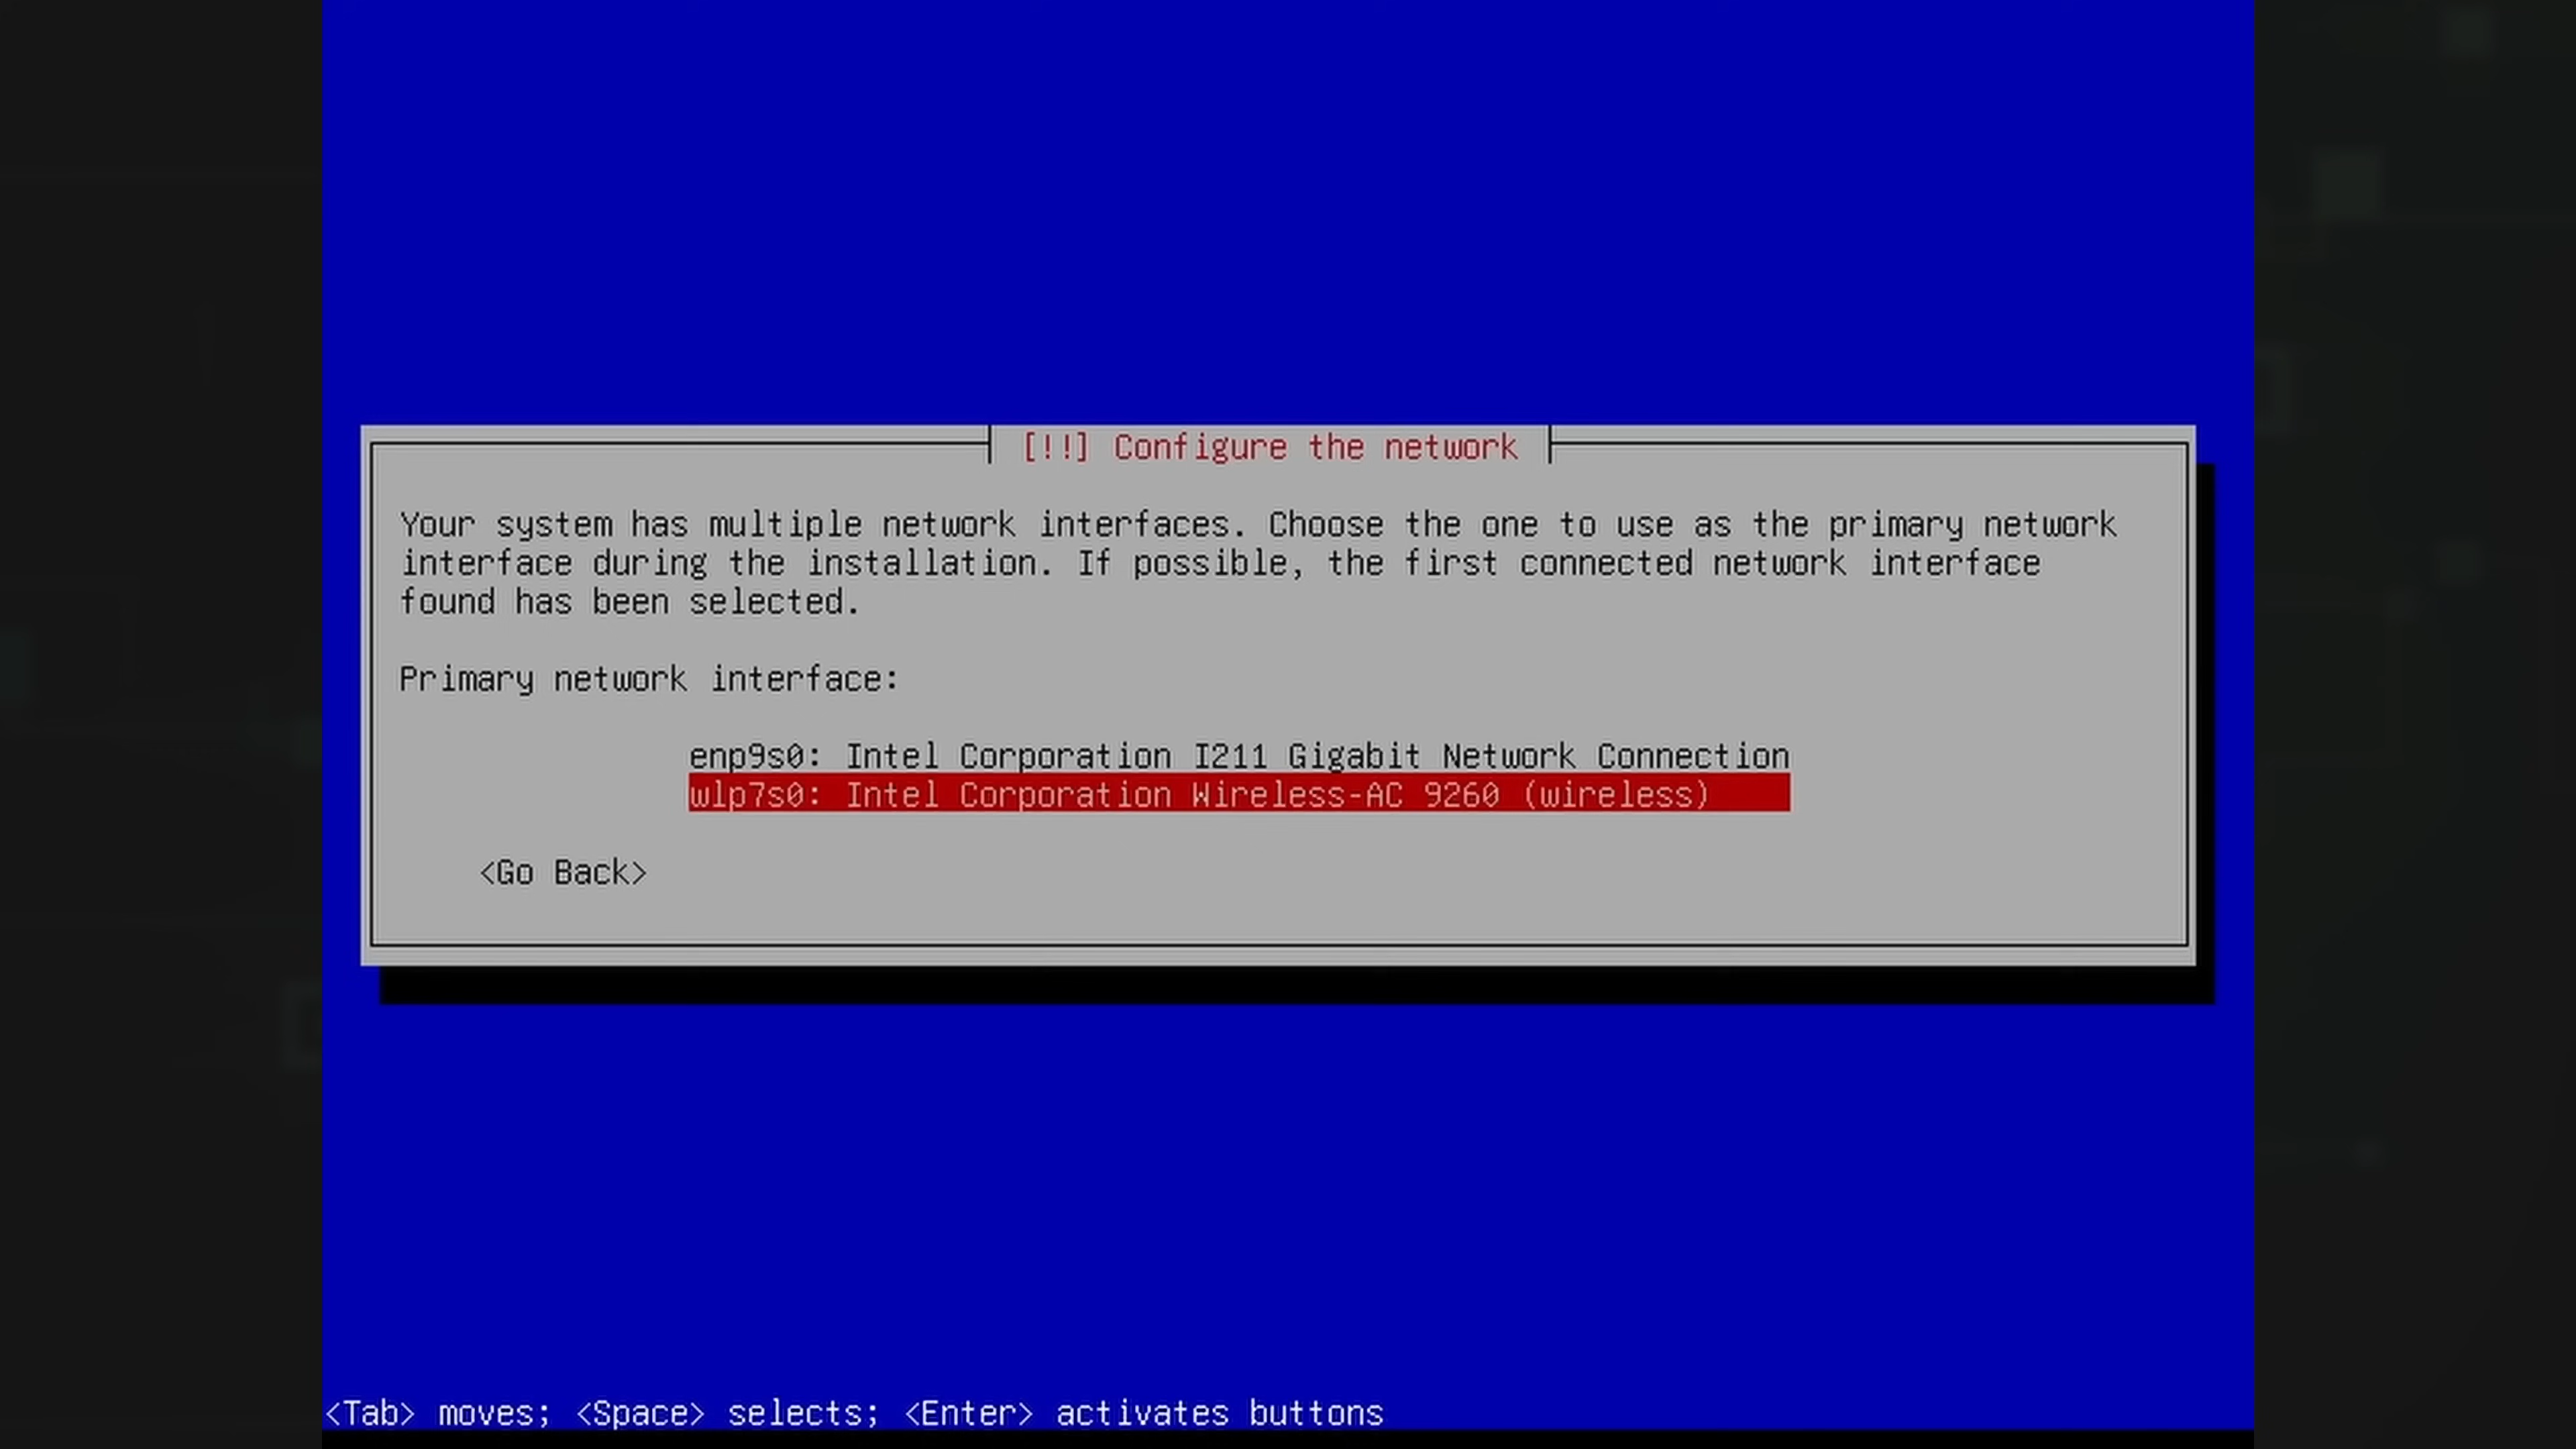 [!!] Configure the network
Your system has multiple network interfaces. Choose the one to use as the primary network
interface during the installation. If possible, the first connected network interface
found has been selected.
Primary network interface:
enp9s0: Intel Corporation I211 Gigabit Network Connection
wlp7s0: Intel Corporation Wireless-AC 9260 (wireless)
<Go Back>
<Tab> moves; <Space> selects; <Enter> activates buttons